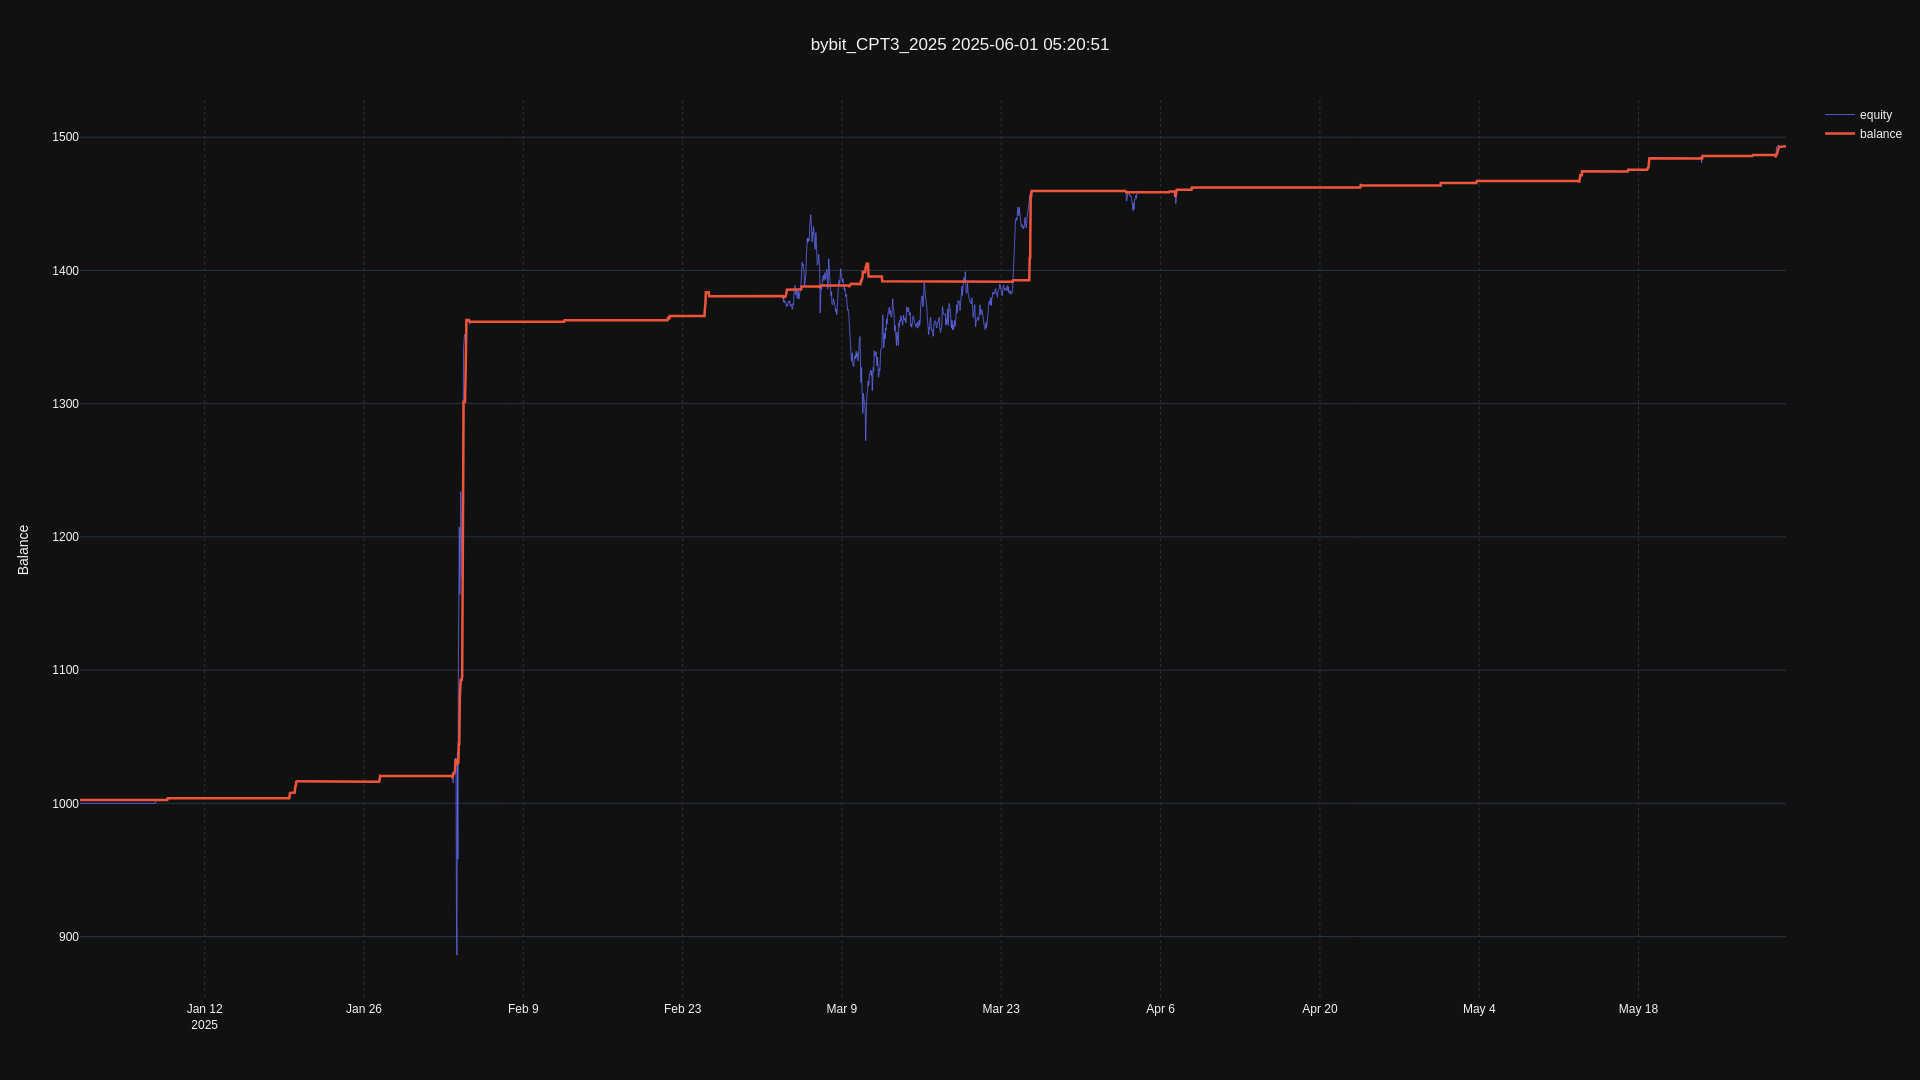 bybit_CPT3_2025 2025-06-01 05:20:51
equity
balance
1500
1400
1300
1200
1100
1000
900
Balance
Jan 12
2025
Jan 26
Feb 9
Feb 23
Mar 9
Mar 23
Apr 6
Apr 20
May 4
May 18